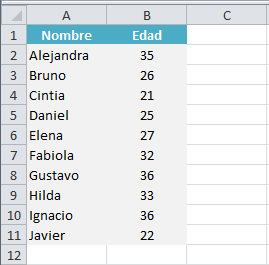 A B C
1 Nombre Edad
2 Alejandra 35
3 Bruno 26
4 Cintia 21
5 Daniel 25
6 Elena 27
7 Fabiola 32
8 Gustavo 36
9 Hilda 33
10 Ignacio 36
11 Javier 22
12